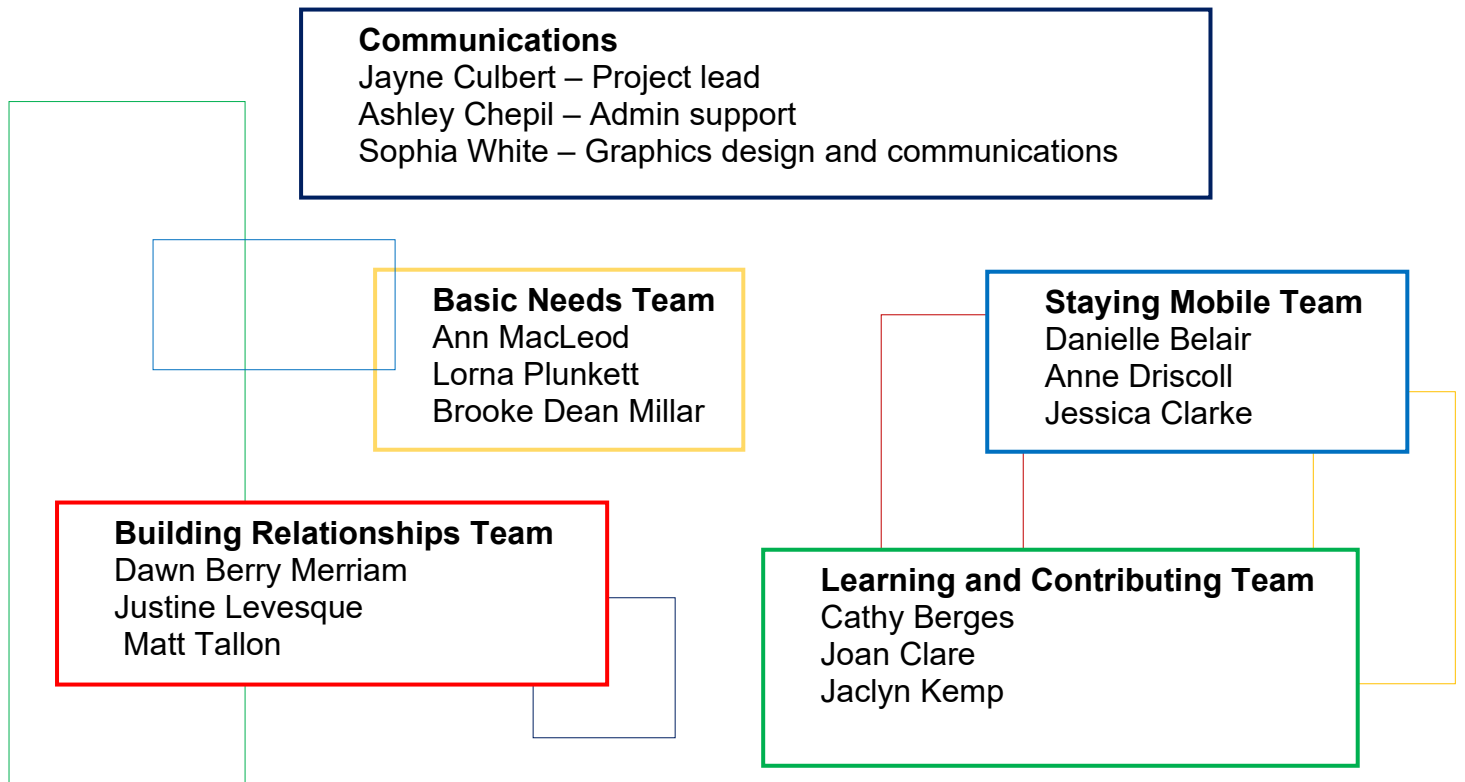 Communications
Jayne Culbert – Project lead
Ashley Chepil – Admin support
Sophia White – Graphics design and communications
Basic Needs Team
Ann MacLeod
Lorna Plunkett
Brooke Dean Millar
Staying Mobile Team
Danielle Belair
Anne Driscoll
Jessica Clarke
Building Relationships Team
Dawn Berry Merriam
Justine Levesque
Matt Tallon
Learning and Contributing Team
Cathy Berges
Joan Clare
Jaclyn Kemp